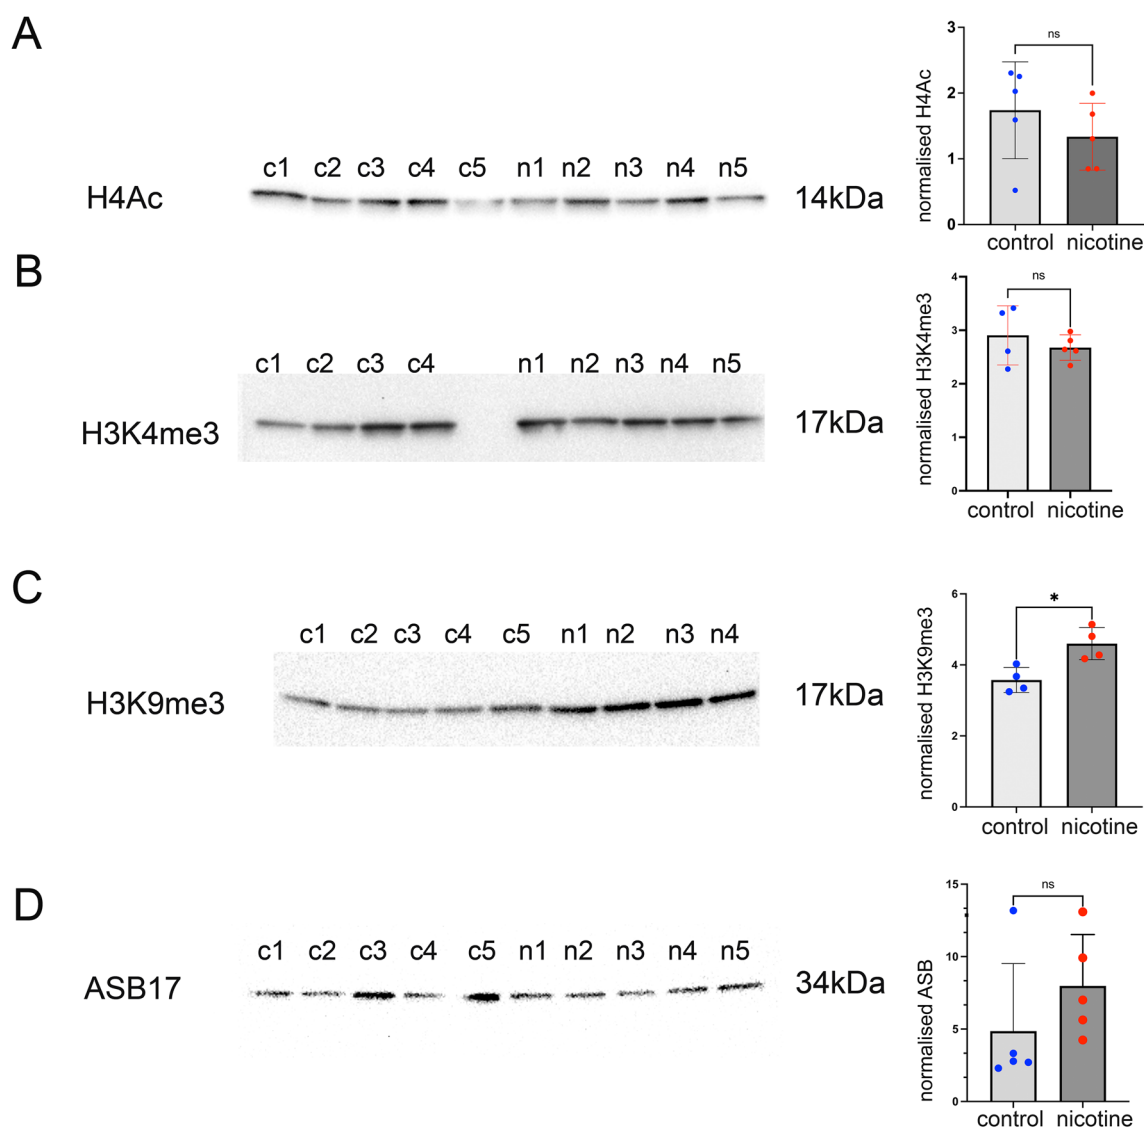 A
H4Ac
c1 c2 c3 c4 c5 n1 n2 n3 n4 n5
14kDa
normalised H4Ac
3
2
1
0
ns
control nicotine
B
H3K4me3
c1 c2 c3 c4 n1 n2 n3 n4 n5
17kDa
normalised H3K4me3
4
3
2
1
0
ns
control nicotine
C
H3K9me3
c1 c2 c3 c4 c5 n1 n2 n3 n4
17kDa
normalised H3K9me3
6
4
2
0
*
control nicotine
D
ASB17
c1 c2 c3 c4 c5 n1 n2 n3 n4 n5
34kDa
normalised ASB
15
10
5
0
ns
control nicotine